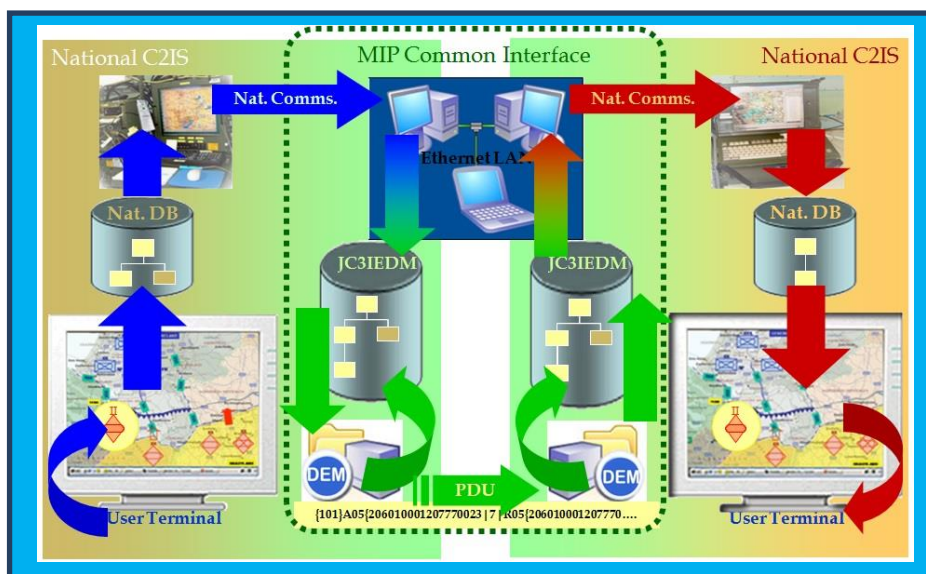 National C2IS
MIP Common Interface
National C2IS
Nat. Comms.
Nat. Comms.
Ethernet LAN
Nat. DB
Nat. DB
JC3IEDM
JC3IEDM
DEM
DEM
PDU
{101}A05{206010001207770023|7|R05{206010001207770....
User Terminal
User Terminal